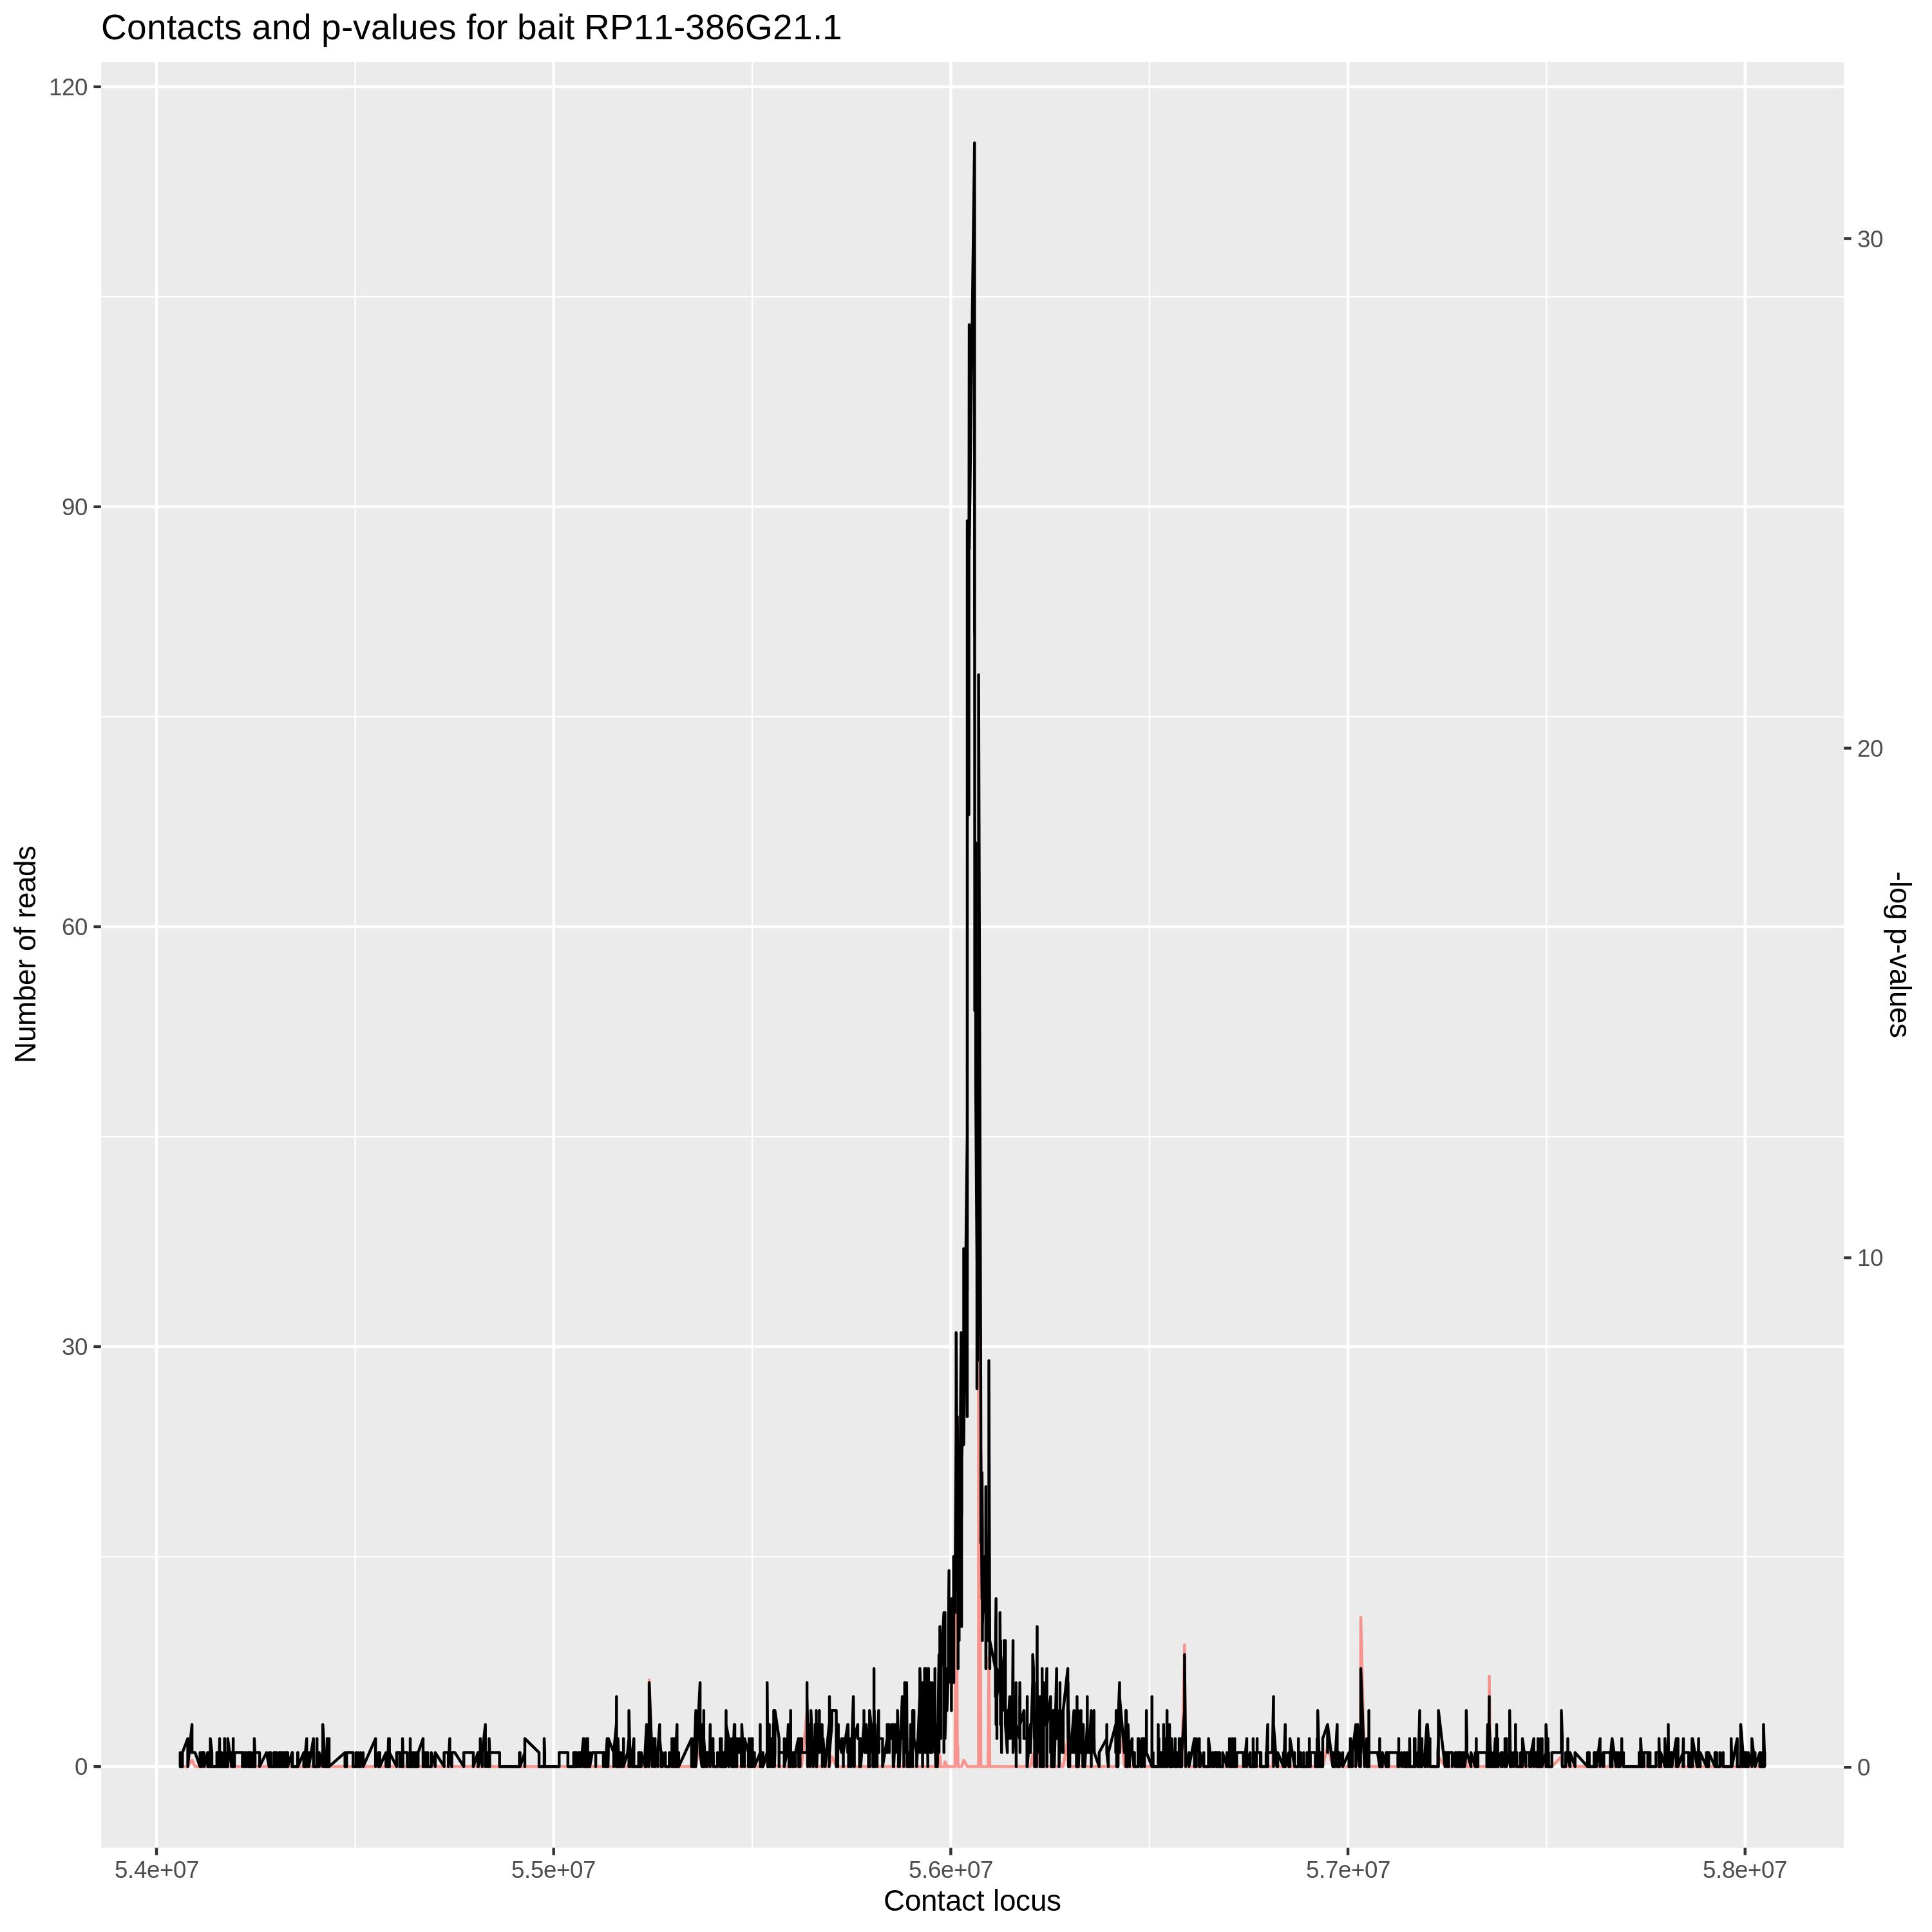 Contacts and p-values for bait RP11-386G21.1
120
90
60
30
0
Number of reads
30
20
10
0
-log p-values
5.4e+07 5.5e+07 5.6e+07 5.7e+07 5.8e+07
Contact locus